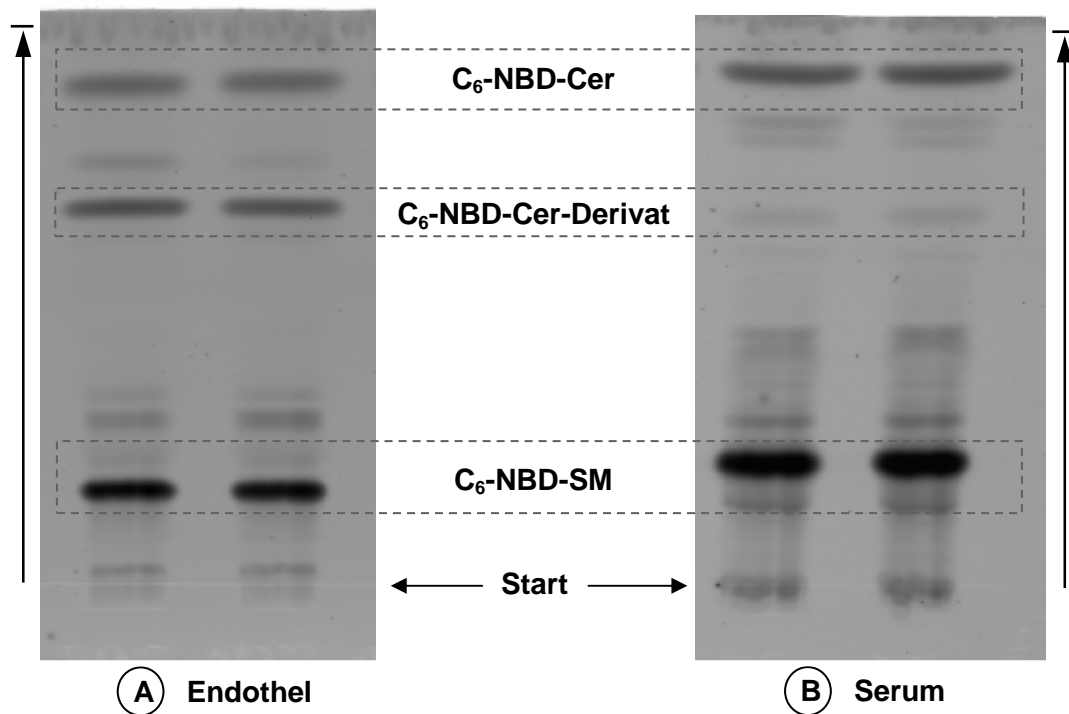 C₆-NBD-Cer
C₆-NBD-Cer-Derivat
C₆-NBD-SM
Start
A Endothel
B Serum